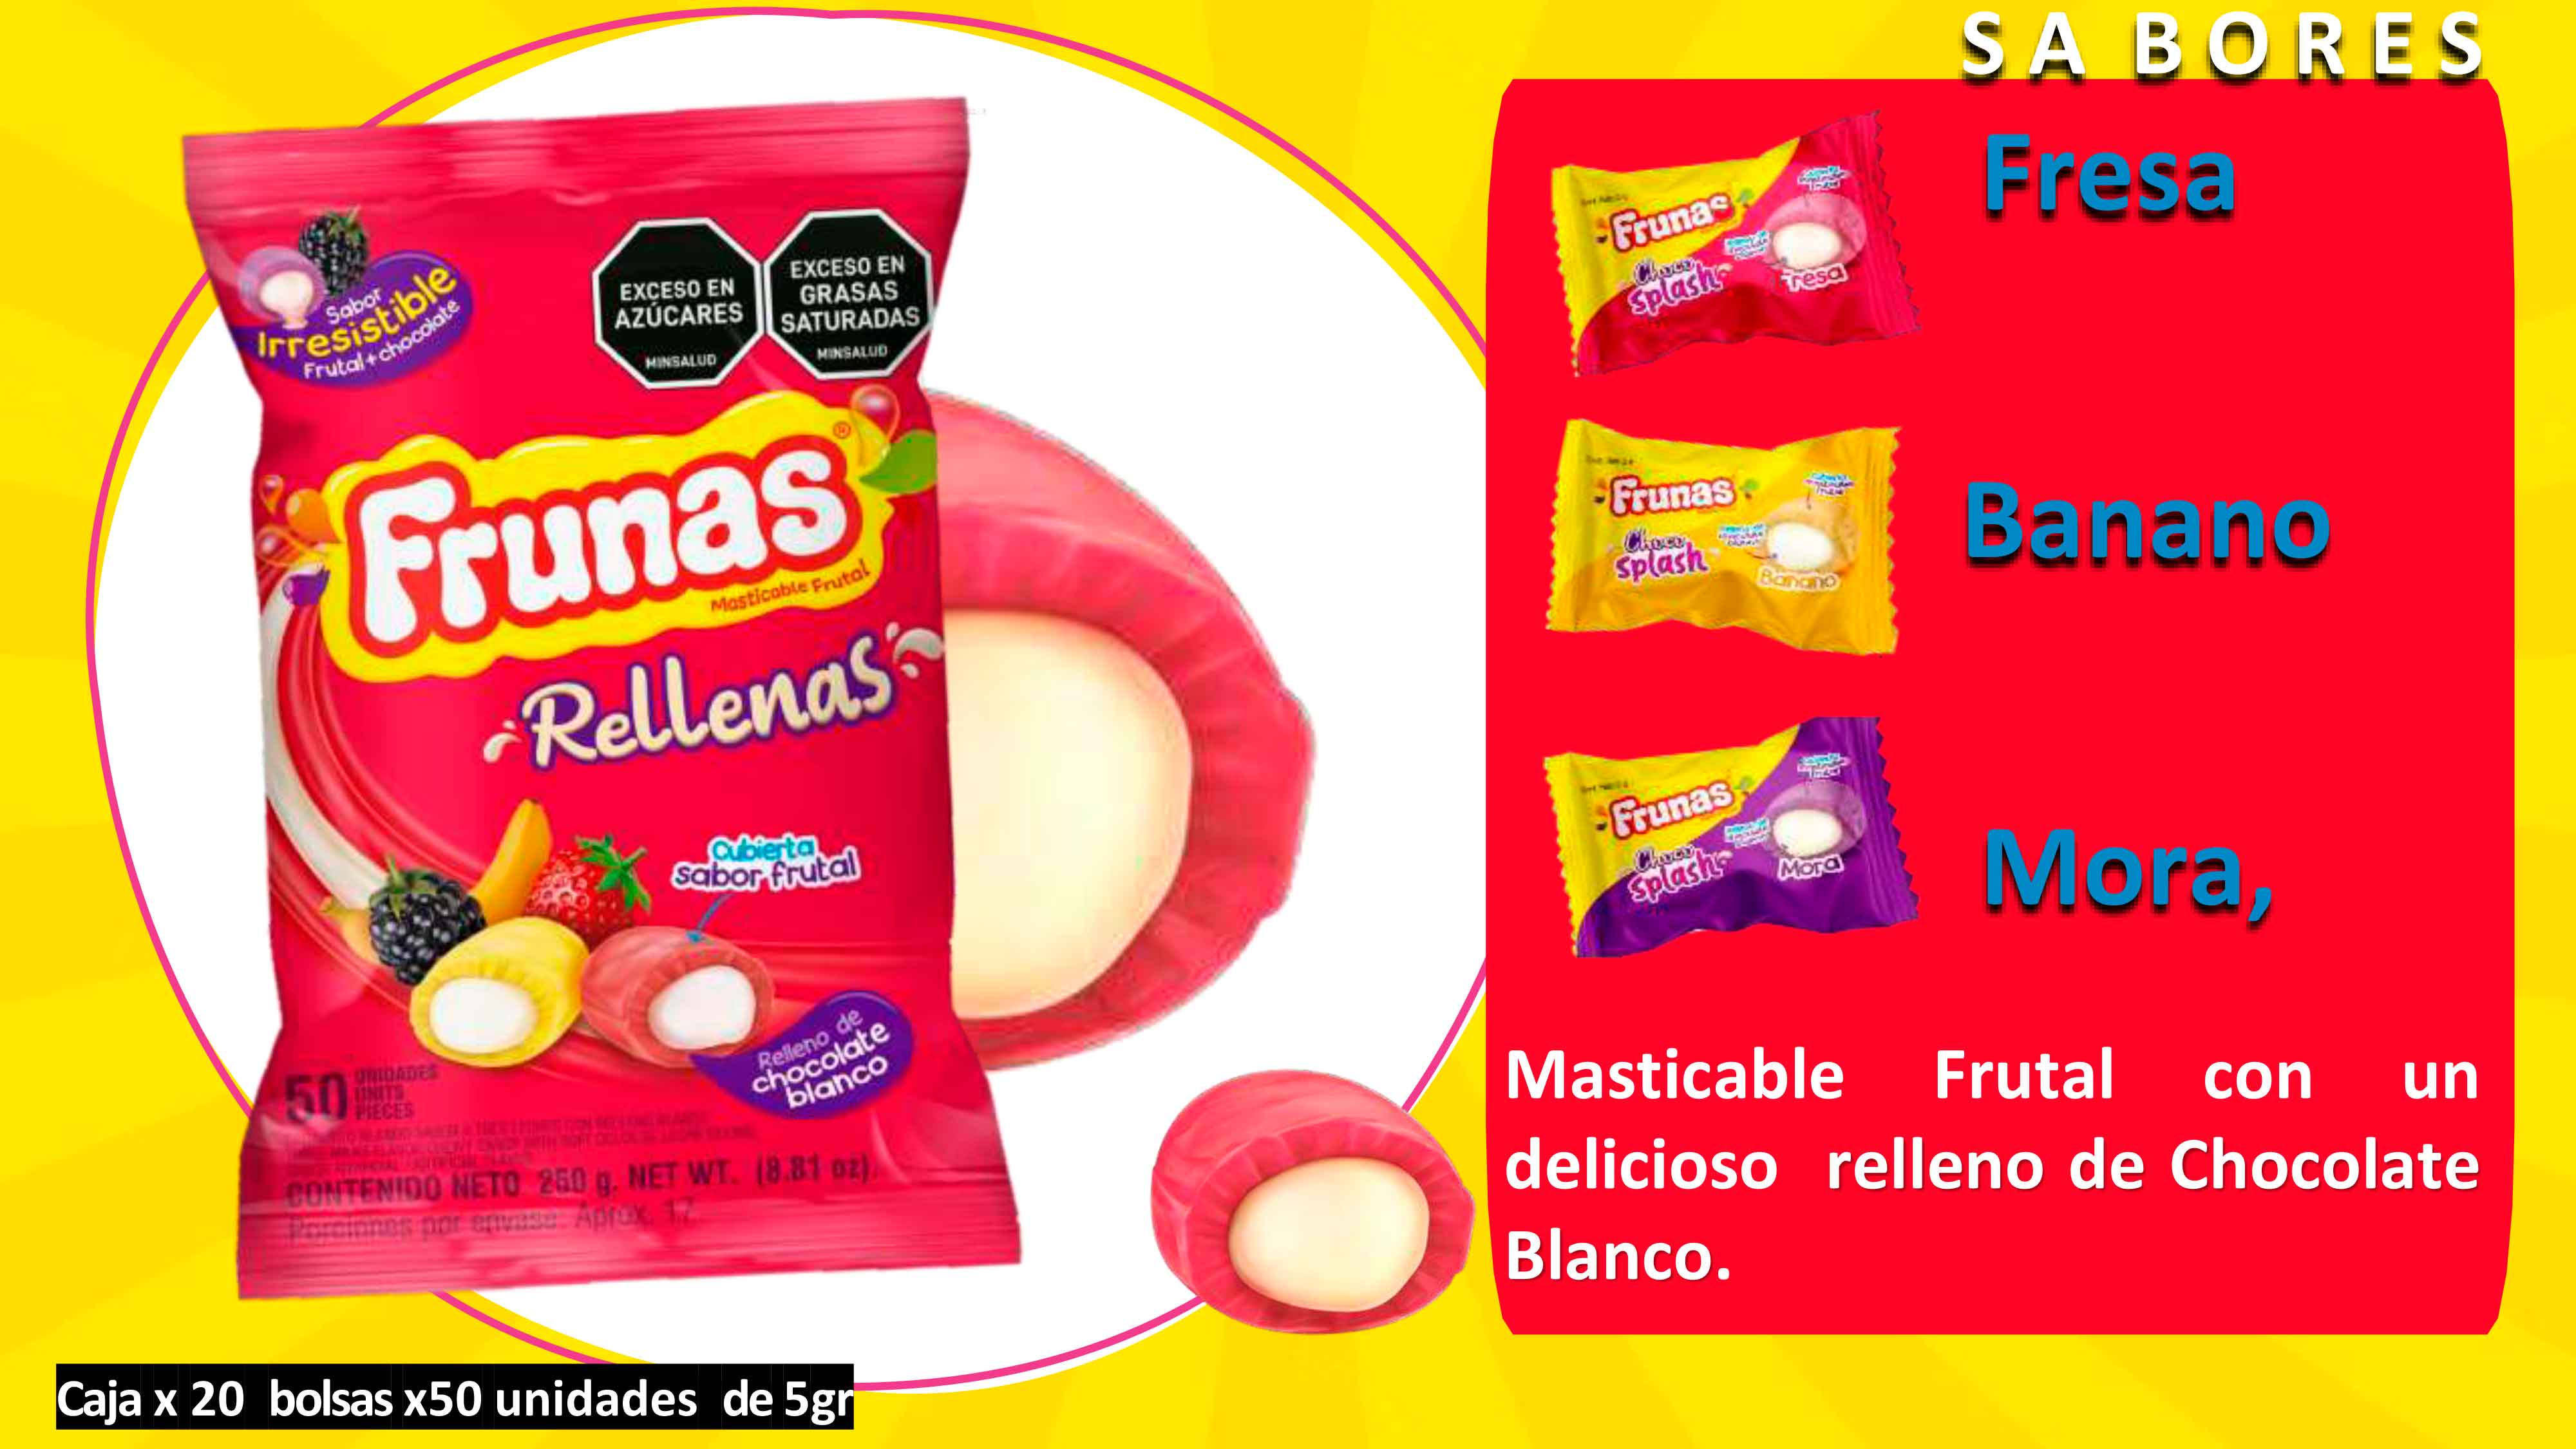 SABORES
Sabor
Irresistible
Frutal+chocolate
EXCESO EN
AZÚCARES
MINSALUD
EXCESO EN
GRASAS
SATURADAS
MINSALUD
Frunas®
Masticable Frutal
Rellenas
Cubierta
sabor frutal
Relleno de
chocolate
blanco
50 UNIDADES
UNITS
PIECES
CONTENIDO NETO 250 g. NET WT. (8.81 oz).
Porciones por envase: Aprox. 17
Frunas
Choco
Splash
Fresa
Fresa
Frunas
Choco
Splash
Banano
Banano
Frunas
Choco
Splash
Mora
Mora,
Masticable Frutal con un
delicioso relleno de Chocolate
Blanco.
Caja x 20 bolsas x50 unidades de 5gr